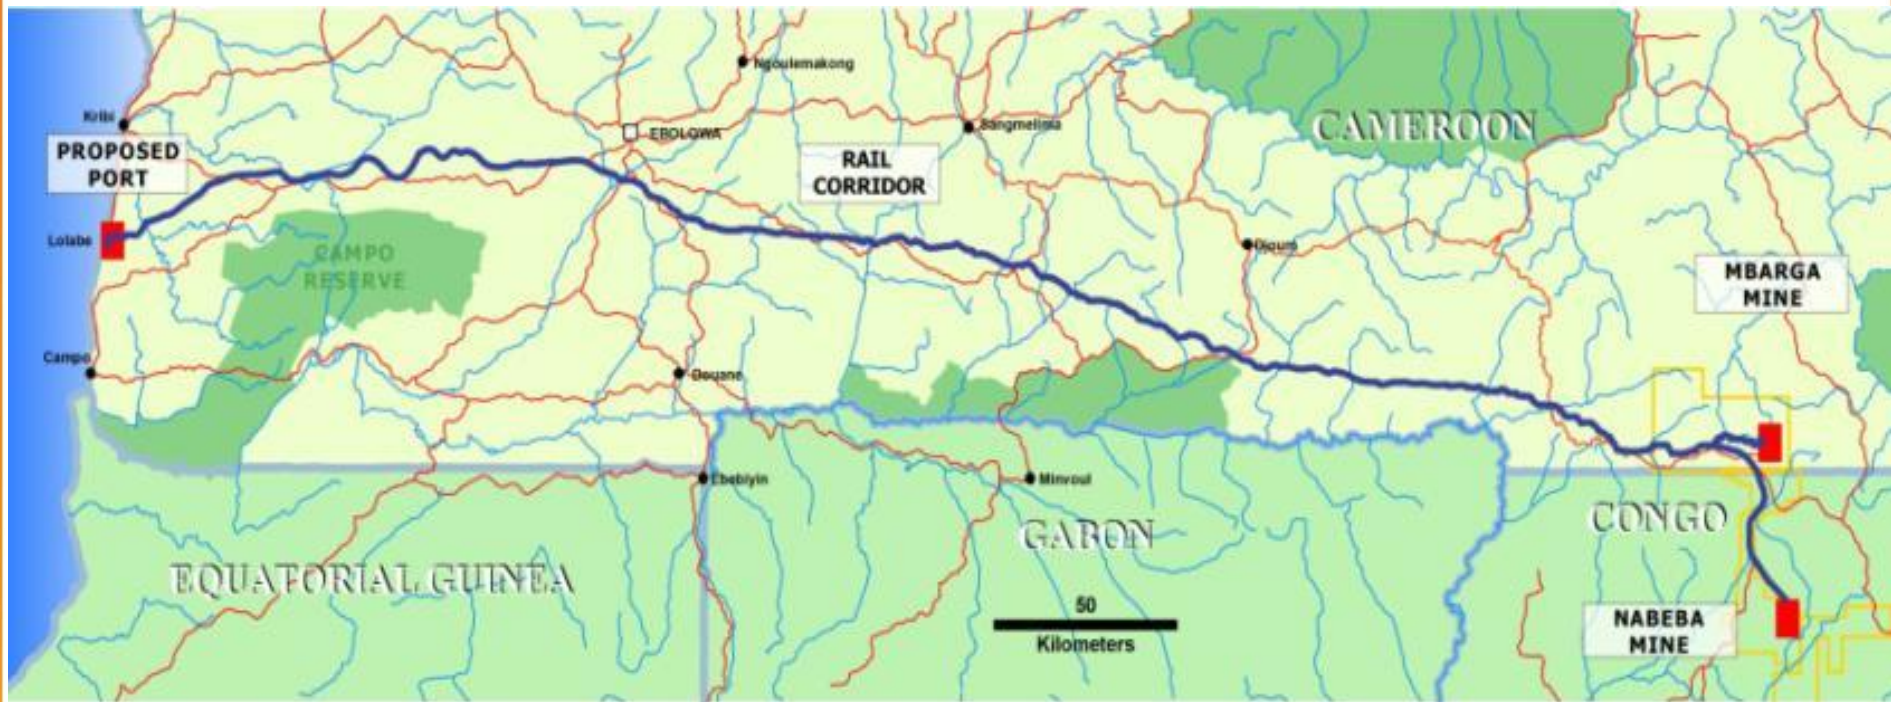 Ngoulemakong
Kribi
EBOLOWA
Sangmelima
CAMEROON
PROPOSED
PORT
RAIL
CORRIDOR
Lolabe
CAMPO
RESERVE
Djoum
MBARGA
MINE
Campo
Douane
Ebebiyin
Minvoul
GABON
CONGO
EQUATORIAL GUINEA
50
Kilometers
NABEBA
MINE